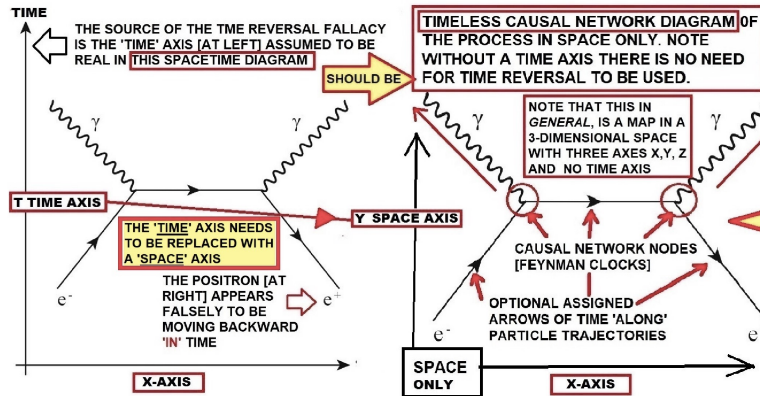 TIME
THE SOURCE OF THE TME REVERSAL FALLACY
IS THE 'TIME' AXIS [AT LEFT] ASSUMED TO BE
REAL IN THIS SPACETIME DIAGRAM
SHOULD BE
γ
γ
T TIME AXIS
THE 'TIME' AXIS NEEDS
TO BE REPLACED WITH
A 'SPACE' AXIS
THE POSITRON [AT
RIGHT] APPEARS
FALSELY TO BE
MOVING BACKWARD
'IN' TIME
e-
e+
X-AXIS
TIMELESS CAUSAL NETWORK DIAGRAM 0F
THE PROCESS IN SPACE ONLY. NOTE
WITHOUT A TIME AXIS THERE IS NO NEED
FOR TIME REVERSAL TO BE USED.
NOTE THAT THIS IN
GENERAL, IS A MAP IN A
3-DIMENSIONAL SPACE
WITH THREE AXES X,Y, Z
AND NO TIME AXIS
γ
γ
Y SPACE AXIS
CAUSAL NETWORK NODES
[FEYNMAN CLOCKS]
OPTIONAL ASSIGNED
ARROWS OF TIME 'ALONG'
PARTICLE TRAJECTORIES
e-
e
SPACE
ONLY
X-AXIS